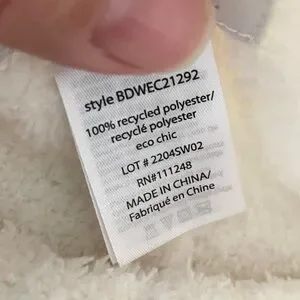 style BDWEC21292
100% recycled polyester/
recyclé polyester
eco chic
LOT # 2204SW02
RN#111248
MADE IN CHINA/
Fabriqué en Chine